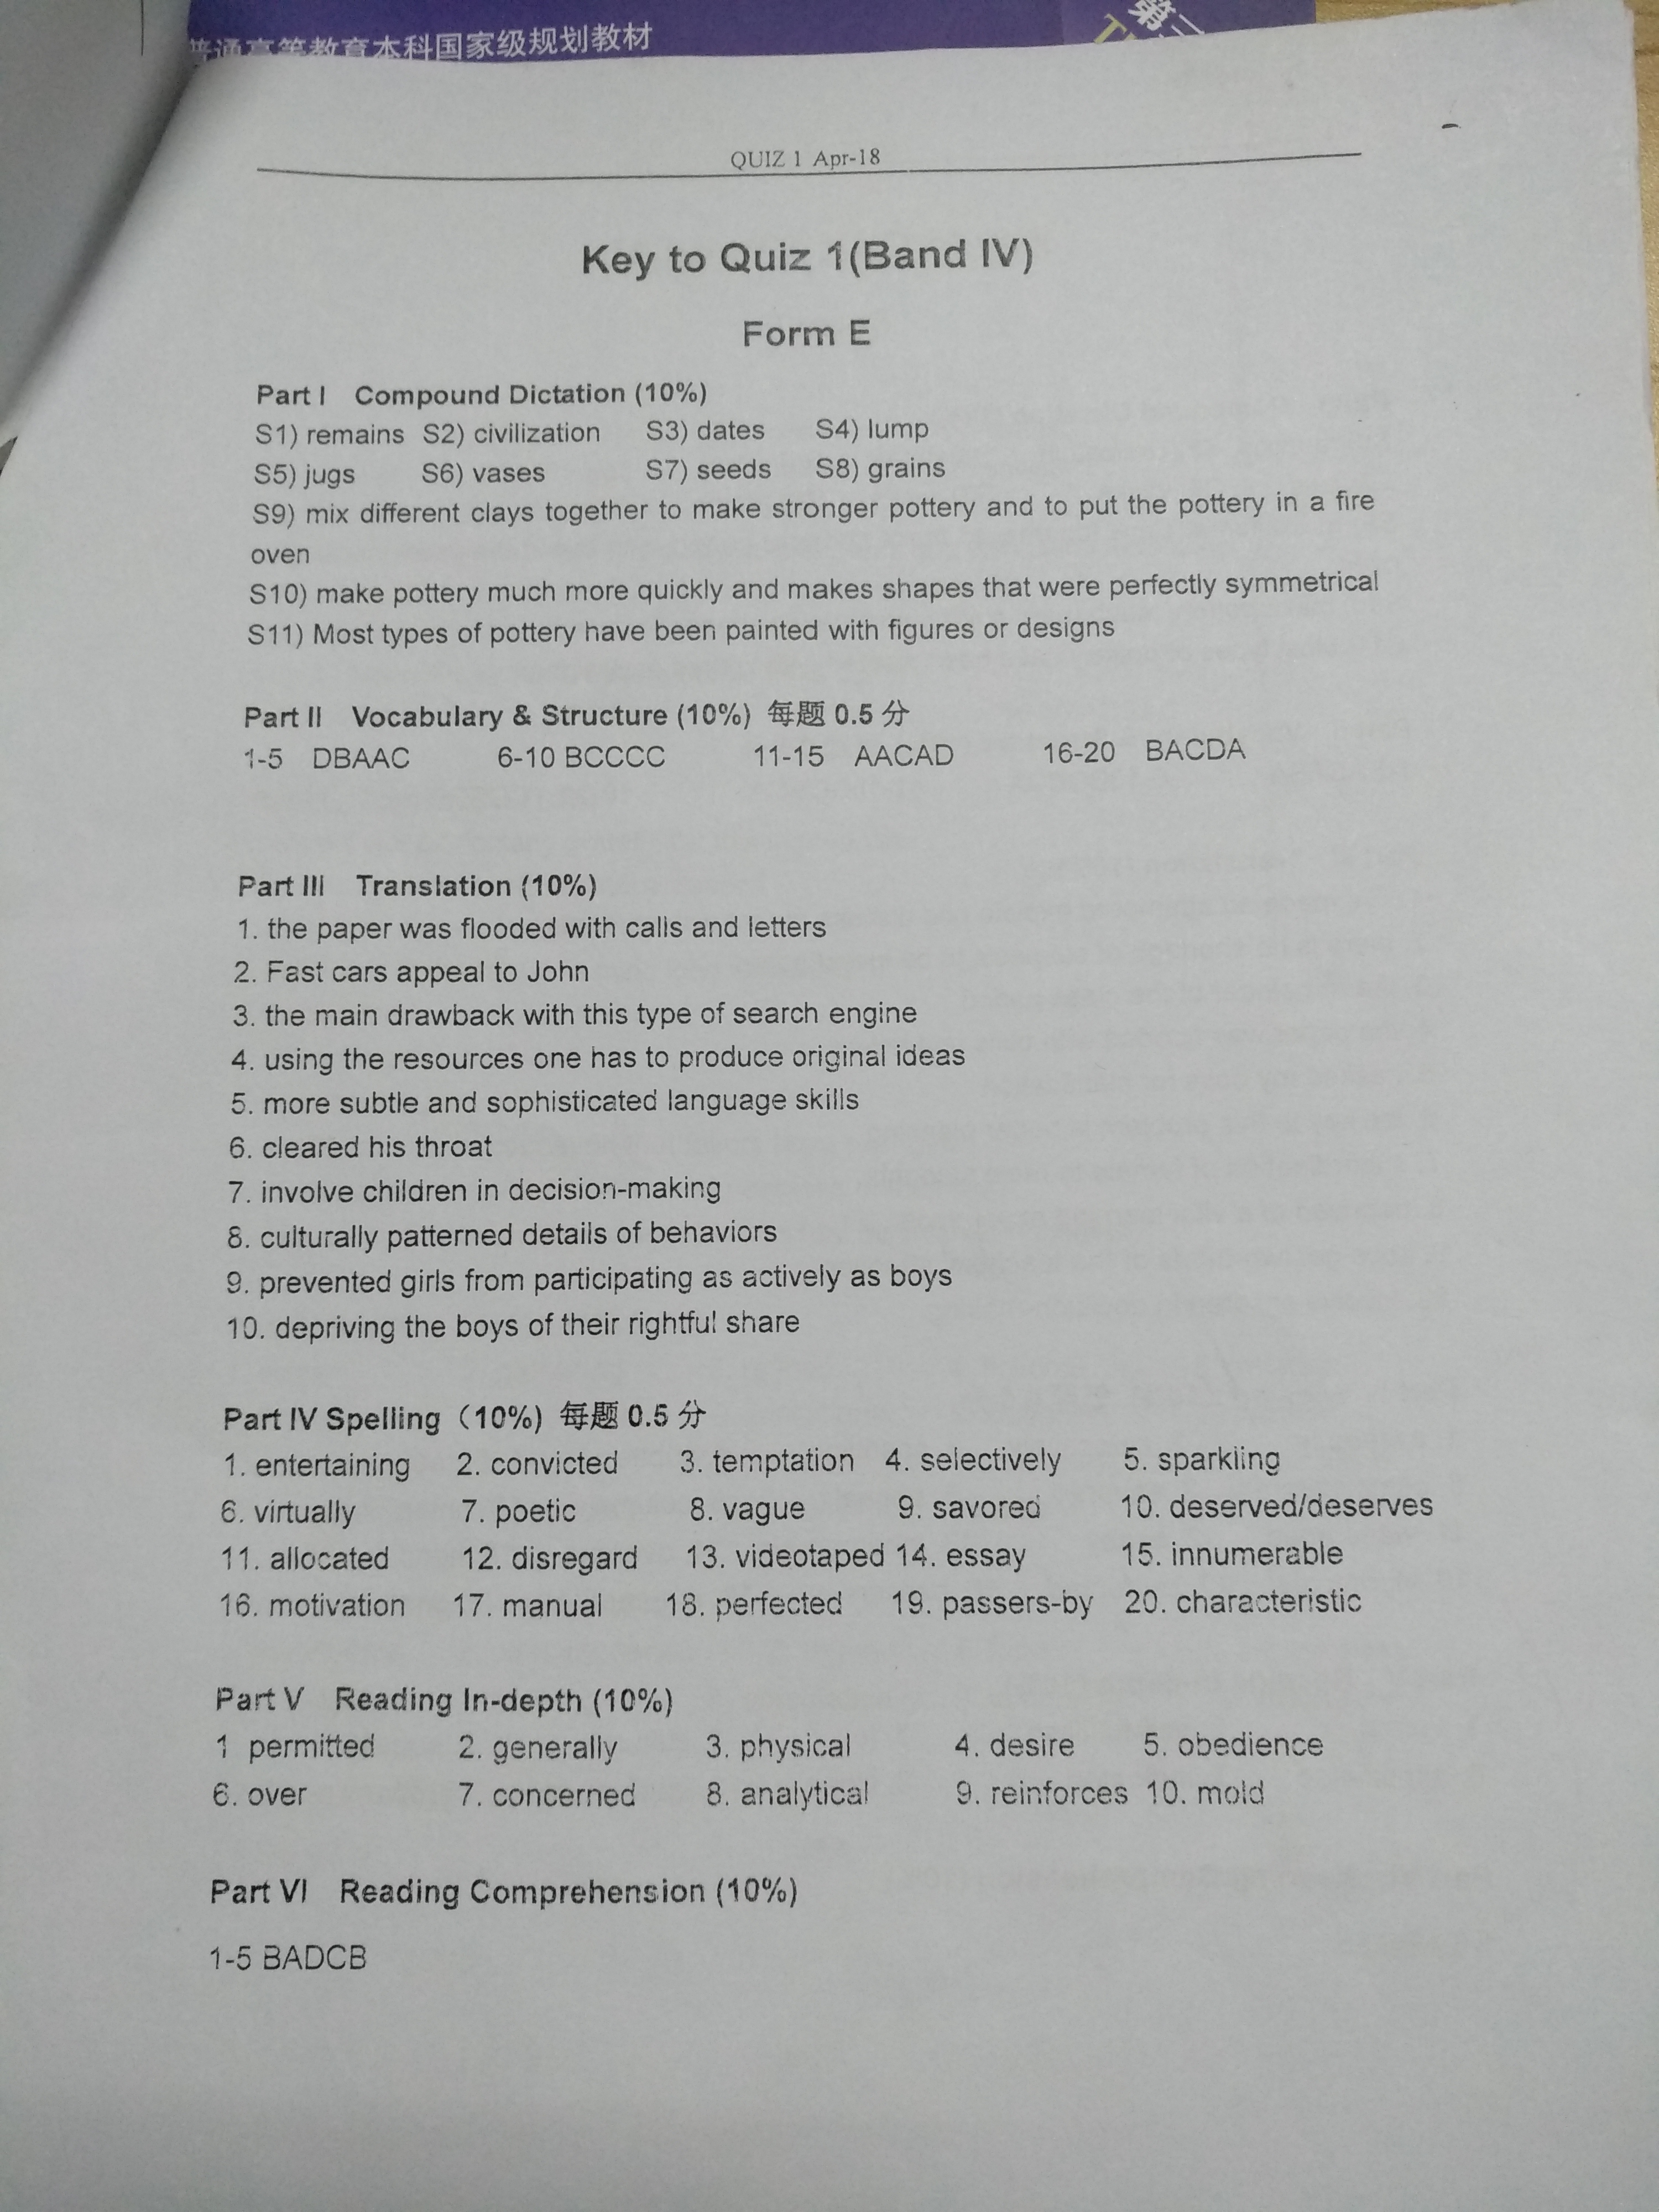 普通高等教育本科国家级规划教材
第二
QUIZ 1 Apr-18
Key to Quiz 1(Band IV)
Form E
Part I Compound Dictation (10%)
S1) remains S2) civilization S3) dates S4) lump
S5) jugs S6) vases S7) seeds S8) grains
S9) mix different clays together to make stronger pottery and to put the pottery in a fire
oven
S10) make pottery much more quickly and makes shapes that were perfectly symmetrical
S11) Most types of pottery have been painted with figures or designs
Part II Vocabulary & Structure (10%) 每题 0.5 分
1-5 DBAAC 6-10 BCCCC 11-15 AACAD 16-20 BACDA
Part III Translation (10%)
1. the paper was flooded with calls and letters
2. Fast cars appeal to John
3. the main drawback with this type of search engine
4. using the resources one has to produce original ideas
5. more subtle and sophisticated language skills
6. cleared his throat
7. involve children in decision-making
8. culturally patterned details of behaviors
9. prevented girls from participating as actively as boys
10. depriving the boys of their rightful share
Part IV Spelling（10%) 每题 0.5 分
1. entertaining 2. convicted 3. temptation 4. selectively 5. sparkling
6. virtually 7. poetic 8. vague 9. savored 10. deserved/deserves
11. allocated 12. disregard 13. videotaped 14. essay 15. innumerable
16. motivation 17. manual 18. perfected 19. passers-by 20. characteristic
Part V Reading In-depth (10%)
1 permitted 2. generally 3. physical 4. desire 5. obedience
6. over 7. concerned 8. analytical 9. reinforces 10. mold
Part VI Reading Comprehension (10%)
1-5 BADCB